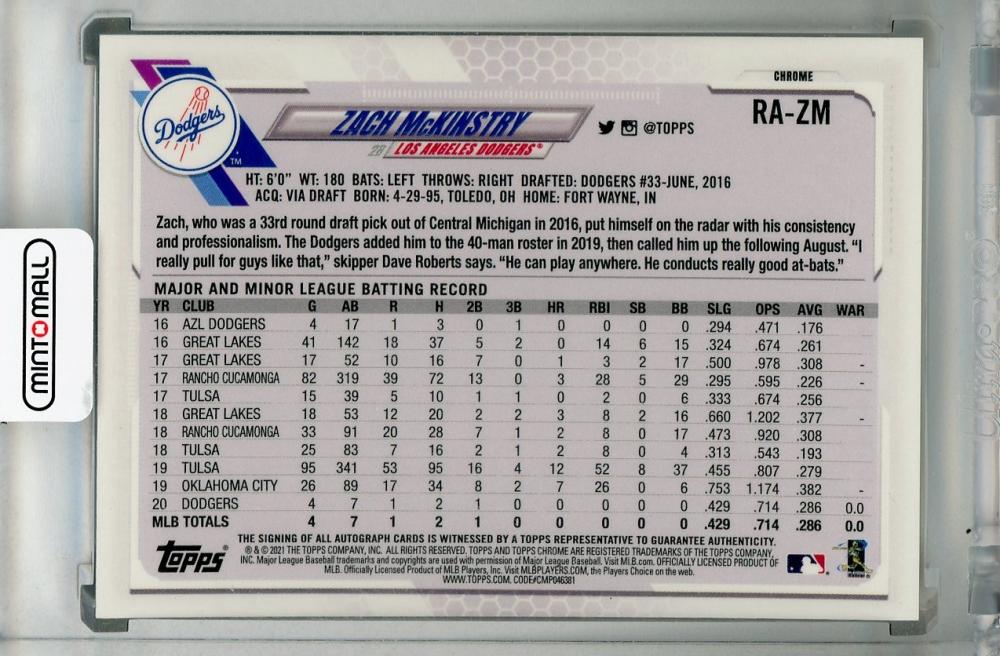 CHROME
RA-ZM
Dodgers
TM
ZACH McKINSTRY
2B LOS ANGELES DODGERS®
@TOPPS
HT: 6'0" WT: 180 BATS: LEFT THROWS: RIGHT DRAFTED: DODGERS #33-JUNE, 2016
ACQ: VIA DRAFT BORN: 4-29-95, TOLEDO, OH HOME: FORT WAYNE, IN
Zach, who was a 33rd round draft pick out of Central Michigan in 2016, put himself on the radar with his consistency
and professionalism. The Dodgers added him to the 40-man roster in 2019, then called him up the following August. “I
really pull for guys like that,” skipper Dave Roberts says. “He can play anywhere. He conducts really good at-bats.”
MAJOR AND MINOR LEAGUE BATTING RECORD
YR CLUB G AB R H 2B 3B HR RBI SB BB SLG OPS AVG WAR
16 AZL DODGERS 4 17 1 3 0 1 0 0 0 0 .294 .471 .176
16 GREAT LAKES 41 142 18 37 5 2 0 14 6 15 .324 .674 .261
17 GREAT LAKES 17 52 10 16 7 0 1 3 2 17 .500 .978 .308 -
17 RANCHO CUCAMONGA 82 319 39 72 13 0 3 28 5 29 .295 .595 .226 -
17 TULSA 15 39 5 10 1 1 0 2 0 6 .333 .674 .256
18 GREAT LAKES 18 53 12 20 2 2 3 8 2 16 .660 1.202 .377 -
18 RANCHO CUCAMONGA 33 91 20 28 7 1 2 8 0 17 .473 .920 .308
18 TULSA 25 83 7 16 2 1 2 8 0 4 .313 .543 .193
19 TULSA 95 341 53 95 16 4 12 52 8 37 .455 .807 .279
19 OKLAHOMA CITY 26 89 17 34 8 2 7 26 0 6 .753 1.174 .382 -
20 DODGERS 4 7 1 2 1 0 0 0 0 0 .429 .714 .286 0.0
MLB TOTALS 4 7 1 2 1 0 0 0 0 0 .429 .714 .286 0.0
THE SIGNING OF ALL AUTOGRAPH CARDS IS WITNESSED BY A TOPPS REPRESENTATIVE TO GUARANTEE AUTHENTICITY.
® & © 2021 THE TOPPS COMPANY, INC. ALL RIGHTS RESERVED. TOPPS AND TOPPS CHROME ARE REGISTERED TRADEMARKS OF THE TOPPS COMPANY,
INC. Major League Baseball trademarks and copyrights are used with permission of Major League Baseball. Visit MLB.com. OFFICIALLY LICENSED PRODUCT OF
MLB. Officially Licensed Product of MLB Players, Inc. Visit MLBPLAYERS.COM, the Players Choice on the web.
WWW.TOPPS.COM. CODE#CMP046381
topps®
MINT⊙MALL